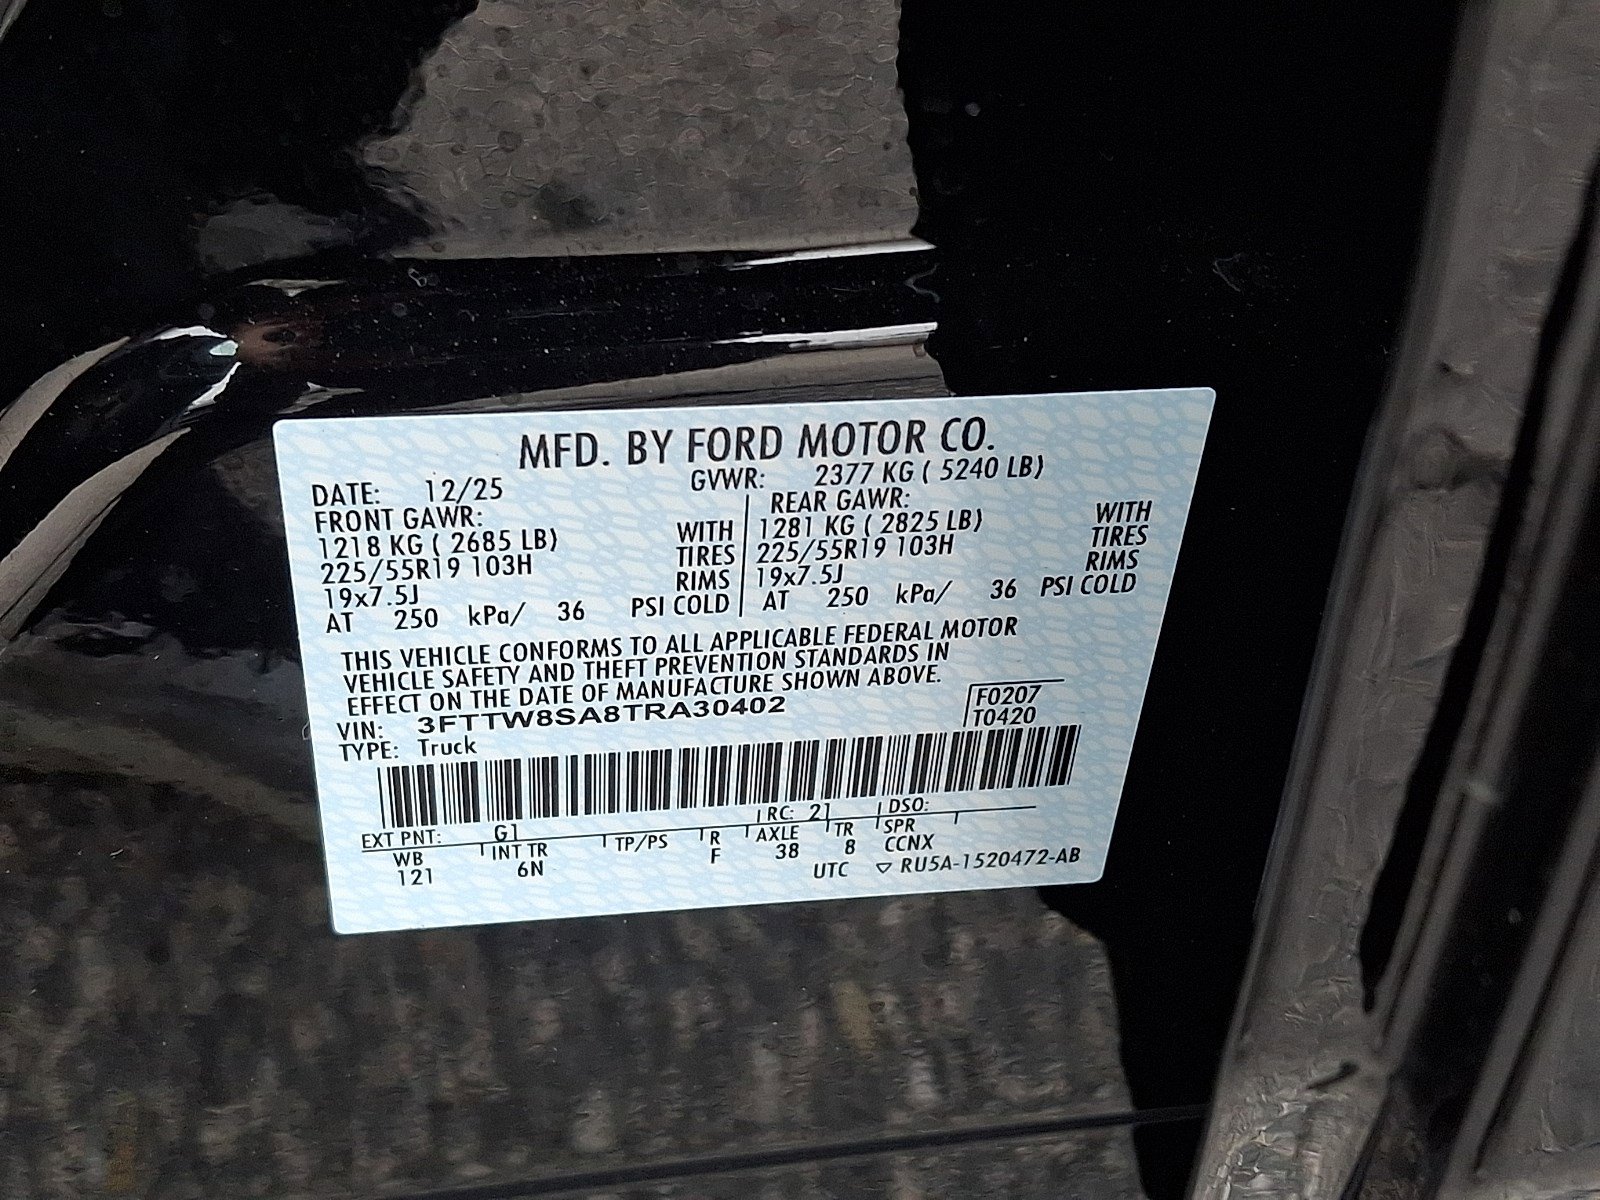 MFD. BY FORD MOTOR CO.
DATE: 12/25 GVWR: 2377 KG ( 5240 LB)
FRONT GAWR: REAR GAWR:
1218 KG ( 2685 LB) WITH 1281 KG ( 2825 LB) WITH
225/55R19 103H TIRES 225/55R19 103H TIRES
19x7.5J RIMS 19x7.5J RIMS
AT 250 kPa/ 36 PSI COLD AT 250 kPa/ 36 PSI COLD
THIS VEHICLE CONFORMS TO ALL APPLICABLE FEDERAL MOTOR
VEHICLE SAFETY AND THEFT PREVENTION STANDARDS IN
EFFECT ON THE DATE OF MANUFACTURE SHOWN ABOVE.
VIN: 3FTTW8SA8TRA30402 F0207
TYPE: Truck T0420
EXT PNT: G1 RC: 21 DSO:
WB INT TR TP/PS R AXLE TR SPR
121 6N F 38 8 CCNX
UTC ▽ RU5A-1520472-AB